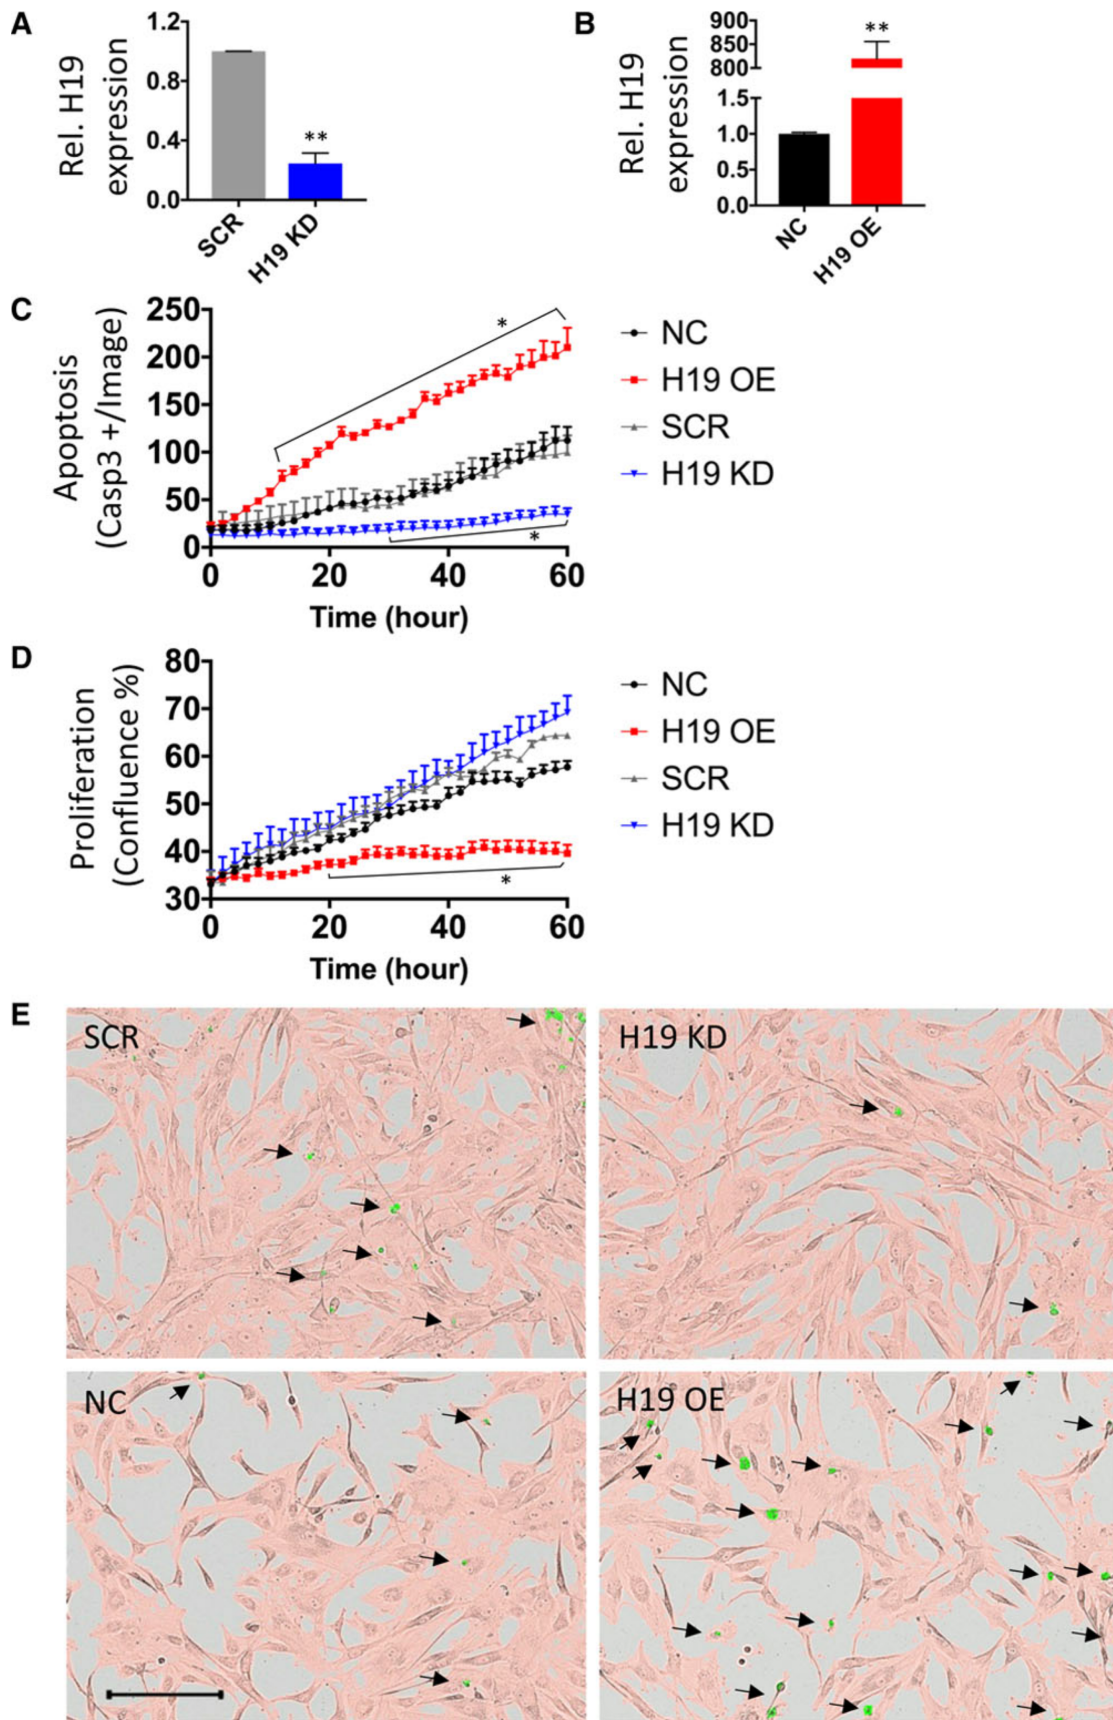 A
Rel. H19
expression
1.2
0.8
0.4
0.0
**
SCR
H19 KD
B
Rel. H19
expression
900
850
800
1.5
1.0
0.5
0.0
**
NC
H19 OE
C
Apoptosis
(Casp3 +/Image)
250
200
150
100
50
0
*
*
0 20 40 60
Time (hour)
NC
H19 OE
SCR
H19 KD
D
Proliferation
(Confluence %)
80
70
60
50
40
30
*
0 20 40 60
Time (hour)
NC
H19 OE
SCR
H19 KD
E
SCR
H19 KD
NC
H19 OE